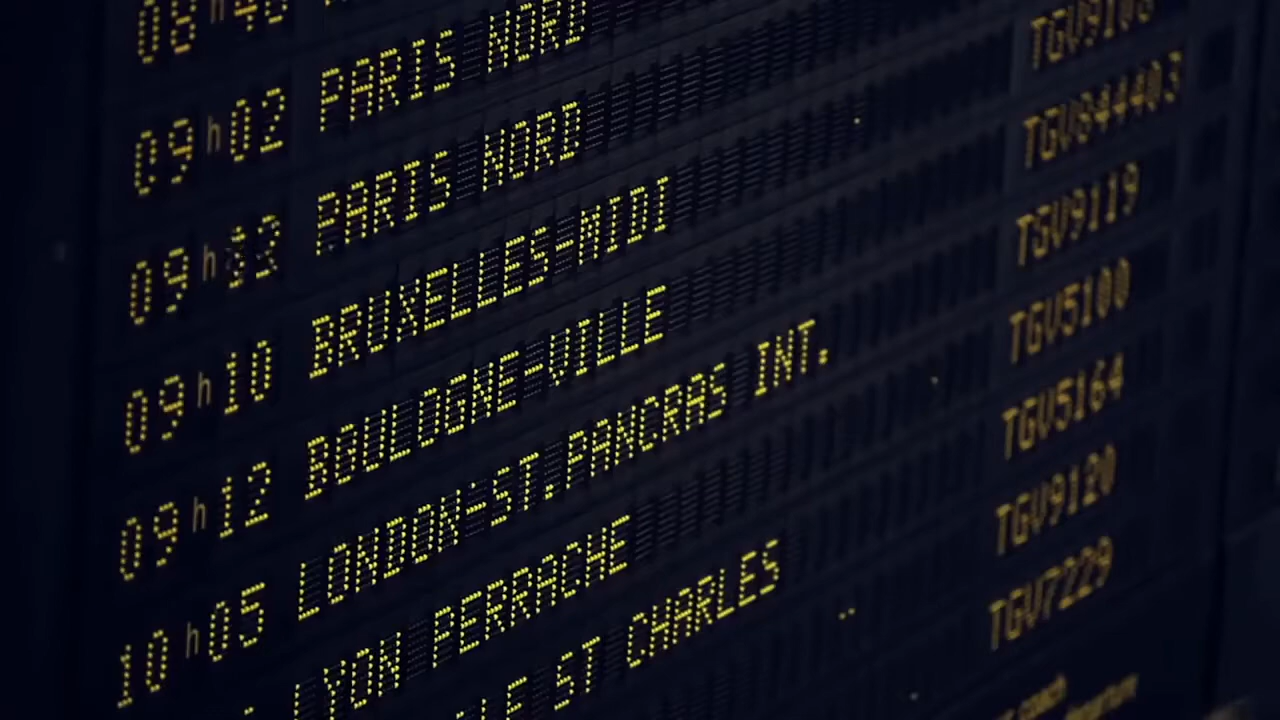 09h02 PARIS NORD
PARIS NORD
09h10 BRUXELLES-MIDI
09h12 BOULOGNE-VILLE
10h05 LONDON-ST.PANCRAS INT. TGV9119
LYON PERRACHE TGV5100
ST CHARLES TGV5164
TGV9120
TGV7229
coach